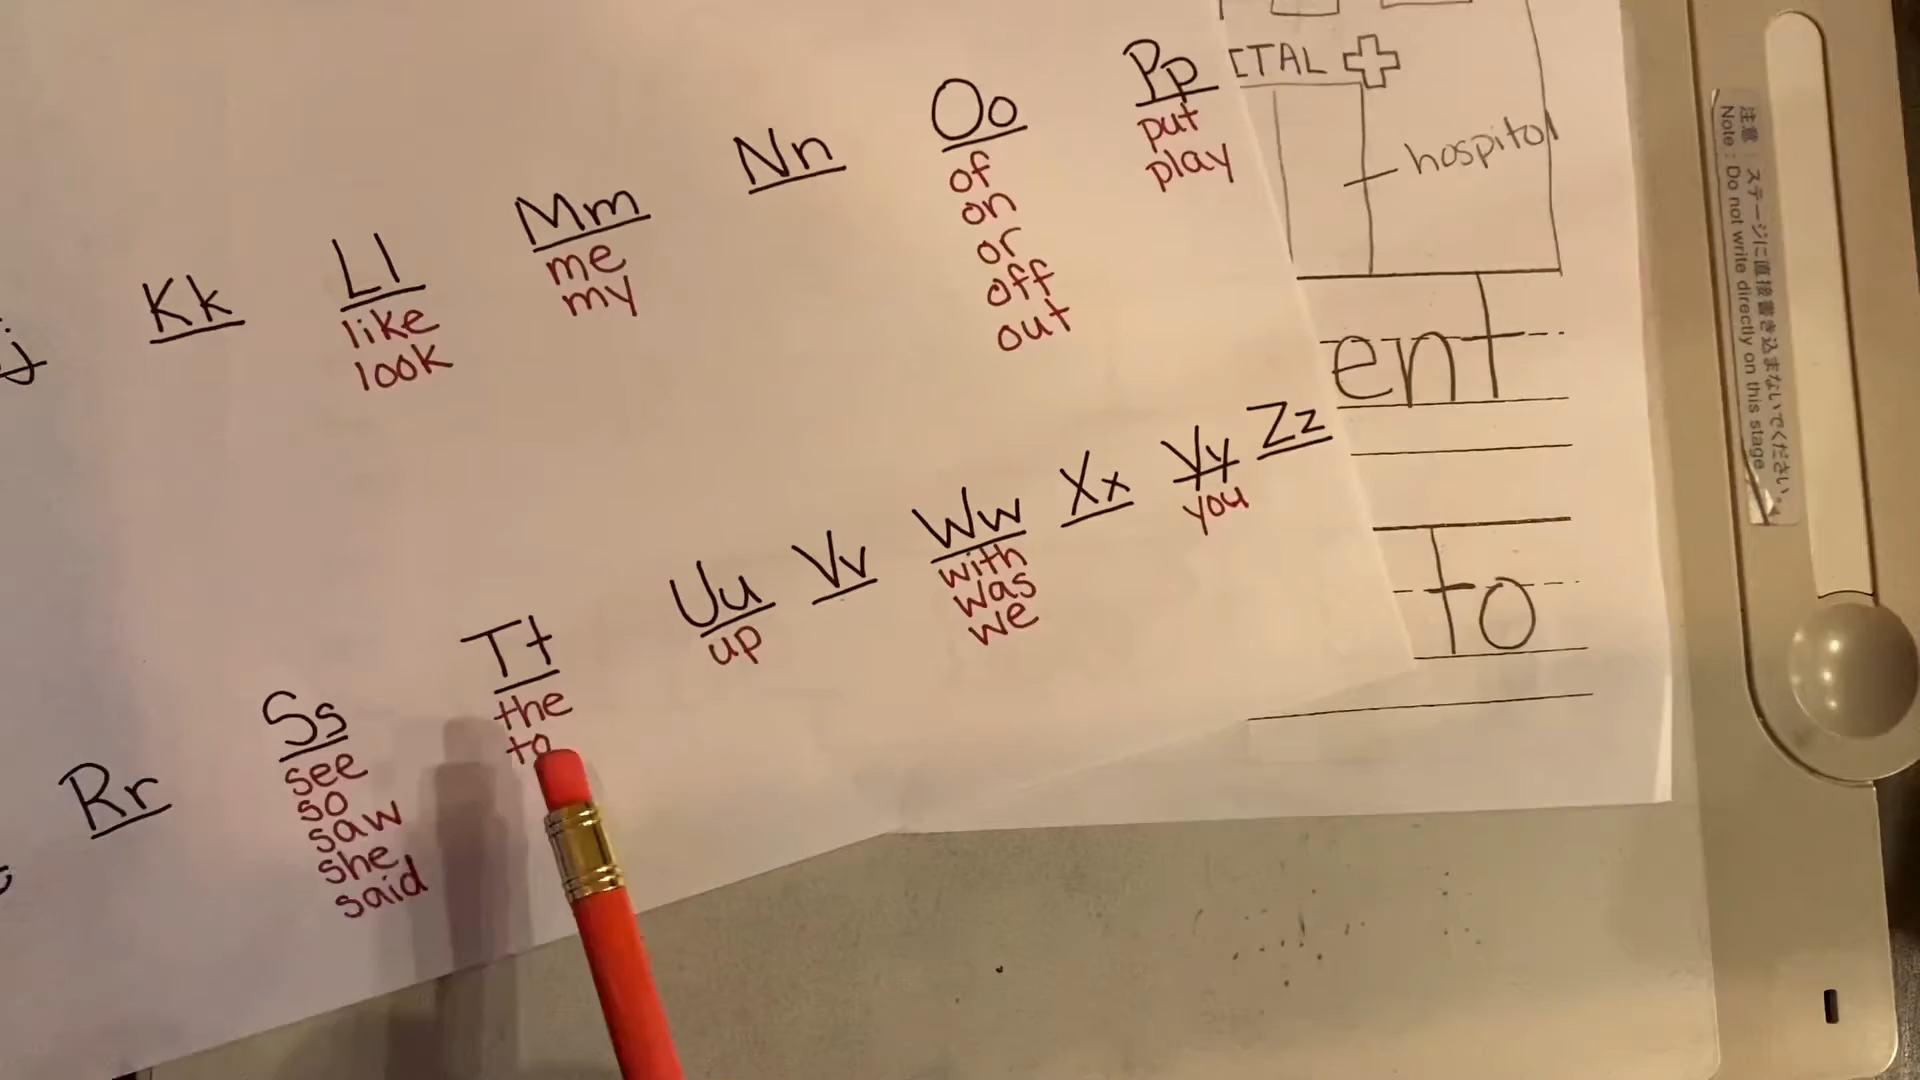 Pp
put
play
Oo
of
on
or
off
out
Nn
Mm
me
my
Ll
like
look
Kk
j
Zz
Yy
you
Xx
Ww
with
was
we
Vv
Uu
up
Tt
the
to
Ss
see
so
saw
she
said
Rr
ITAL
hospital
ent
to
注意：ステージに直接書き込まないでください。
Note : Do not write directly on this stage